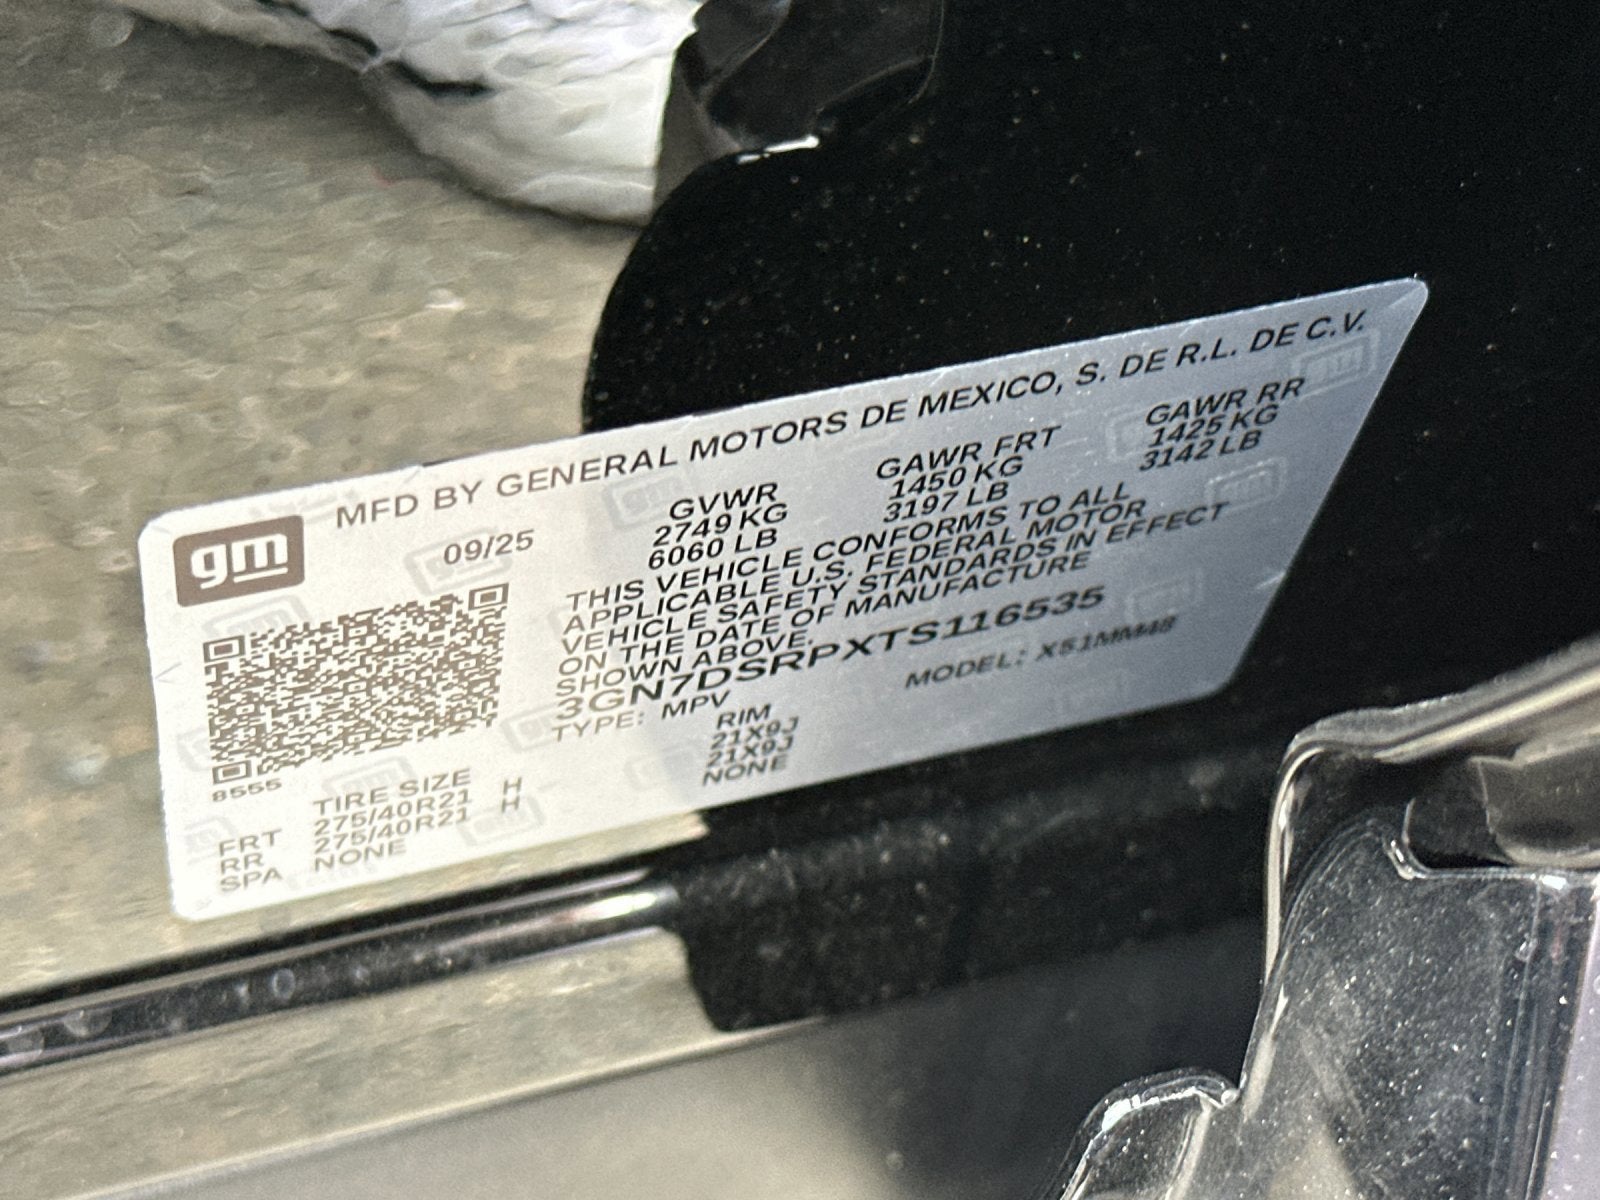 MFD BY GENERAL MOTORS DE MEXICO, S. DE R.L. DE C.V.
gm
09/25
GVWR GAWR FRT GAWR RR
2749 KG 1450 KG 1425 KG
6060 LB 3197 LB 3142 LB
THIS VEHICLE CONFORMS TO ALL
APPLICABLE U.S. FEDERAL MOTOR
VEHICLE SAFETY STANDARDS IN EFFECT
ON THE DATE OF MANUFACTURE
SHOWN ABOVE.
3GN7DSRPXTS116535
TYPE: MPV MODEL: X51MM48
8555
TIRE SIZE RIM
FRT 275/40R21 H 21X9J
RR 275/40R21 H 21X9J
SPA NONE NONE